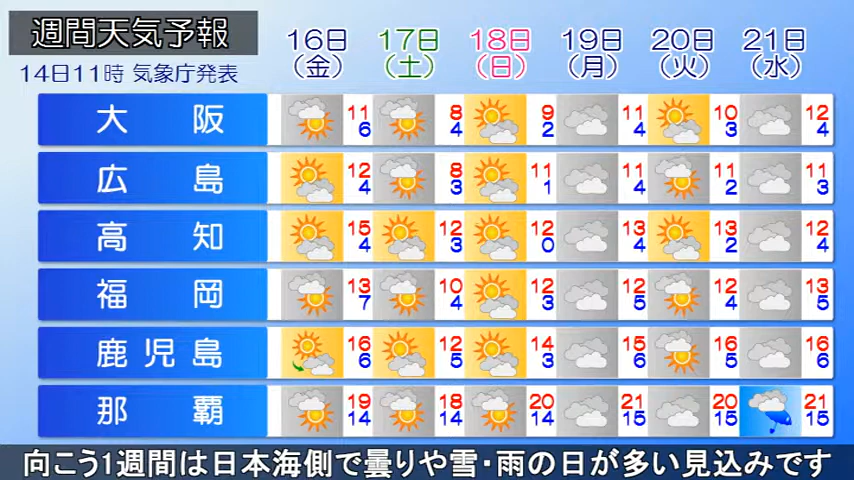 週間天気予報
14日11時 気象庁発表
16日 17日 18日 19日 20日 21日
(金) (土) (日) (月) (火) (水)
大阪 11 6 8 4 9 2 11 4 10 3 12 4
広島 12 4 8 3 11 1 11 4 11 2 11 3
高知 15 4 12 3 12 0 13 4 13 2 12 4
福岡 13 7 10 4 12 3 12 5 12 4 13 5
鹿児島 16 6 12 5 14 3 15 6 16 5 16 6
那覇 19 14 18 14 20 14 21 15 20 15 21 15
向こう1週間は日本海側で曇りや雪・雨の日が多い見込みです